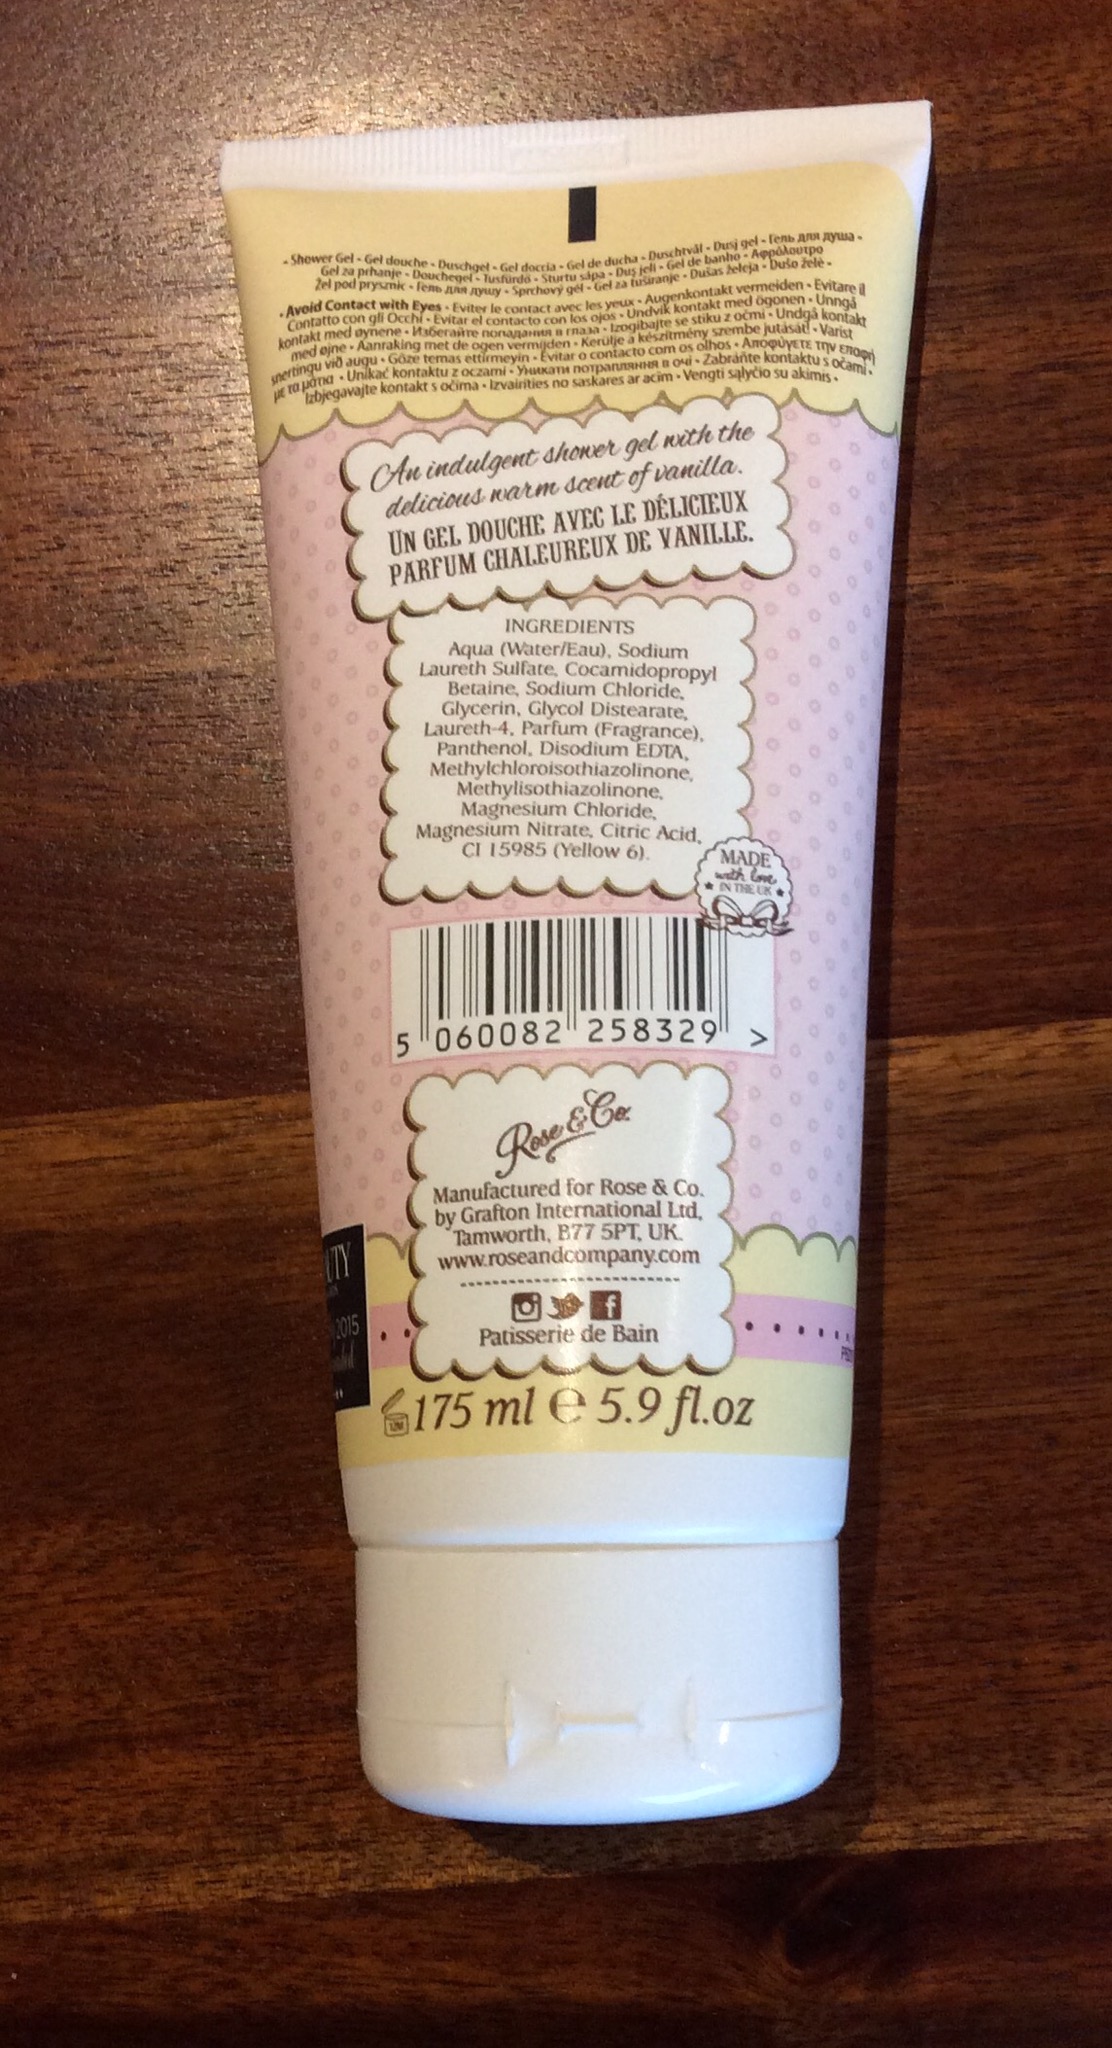 - Shower Gel - Gel douche - Duschgel - Gel doccia - Gel de ducha - Duschtvål - Dusj gel - Гель для душа -
Gel za prhanje - Douchegel - Tusfürdő - Sturtu sápa - Duş jeli - Gel de banho - Αφρόλουτρο
Żel pod prysznic - Гель для душу - Sprchový gél - Gel za tuširanje - Dušas želeja - Dušo želė -
• Avoid Contact with Eyes • Eviter le contact avec les yeux • Augenkontakt vermeiden • Evitare il
Contatto con gli Occhi • Evitar el contacto con los ojos • Undvik kontakt med ögonen • Unngå
kontakt med øynene • Избегайте попадания в глаза • Izogibajte se stiku z očmi • Undgå kontakt
med øjne • Aanraking met de ogen vermijden • Kerülje a készítmény szembe jutását! • Varist
snertingu við augu • Göze temas ettirmeyin • Evitar o contacto com os olhos • Αποφύγετε την επαφή
με τα μάτια • Unikać kontaktu z oczami • Уникати потрапляння в очі • Zabráňte kontaktu s očami •
Izbjegavajte kontakt s očima • Izvairities no saskares ar acīm • Vengti sąlyčio su akimis •
An indulgent shower gel with the
delicious warm scent of vanilla.
UN GEL DOUCHE AVEC LE DÉLICIEUX
PARFUM CHALEUREUX DE VANILLE.
INGREDIENTS
Aqua (Water/Eau), Sodium
Laureth Sulfate, Cocamidopropyl
Betaine, Sodium Chloride,
Glycerin, Glycol Distearate,
Laureth-4, Parfum (Fragrance),
Panthenol, Disodium EDTA,
Methylchloroisothiazolinone,
Methylisothiazolinone,
Magnesium Chloride,
Magnesium Nitrate, Citric Acid,
CI 15985 (Yellow 6).
MADE
with love
IN THE UK
5 060082 258329 >
Rose & Co.
Manufactured for Rose & Co.
by Grafton International Ltd,
Tamworth, B77 5PT, UK.
www.roseandcompany.com
Patisserie de Bain
UTY
2015
12M 175 ml e 5.9 fl.oz